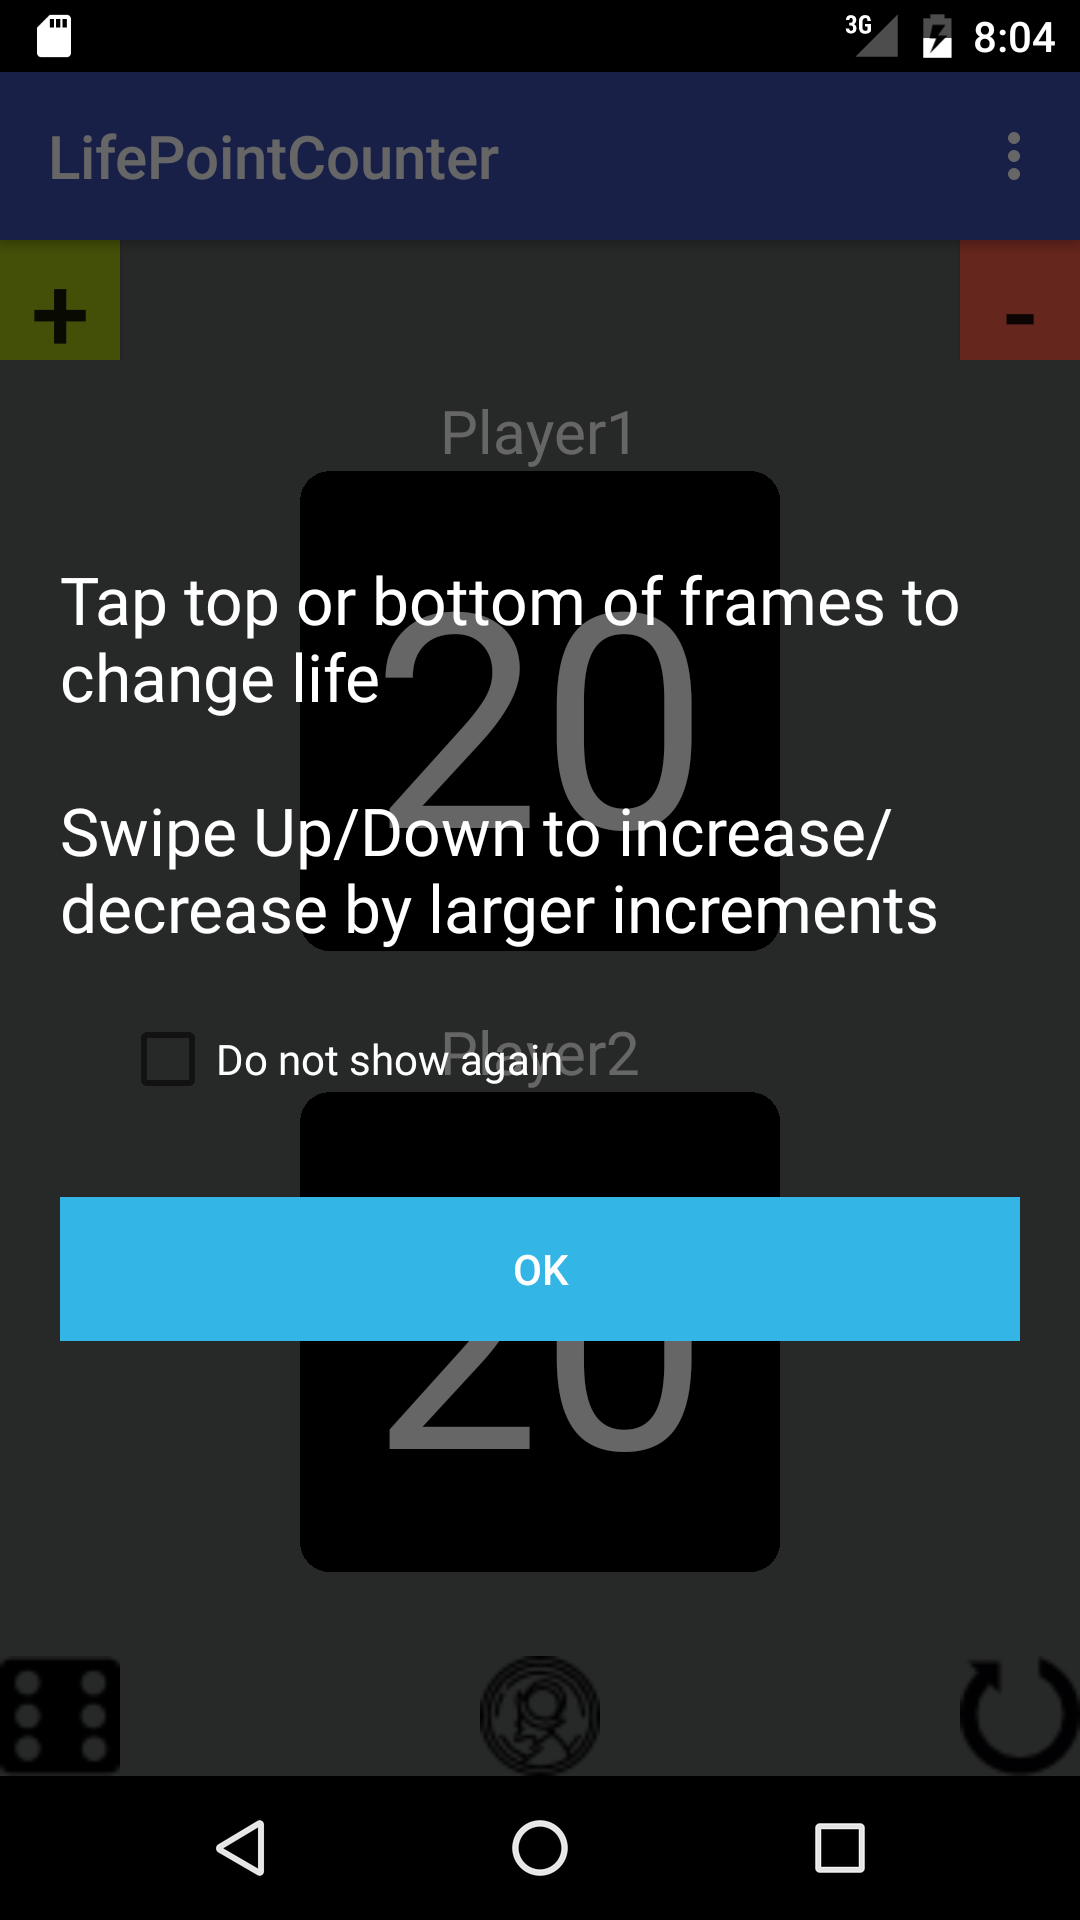 3G 8:04
LifePointCounter
+ -
Player1
20
Tap top or bottom of frames to
change life
Swipe Up/Down to increase/
decrease by larger increments
Player2
Do not show again
OK
20